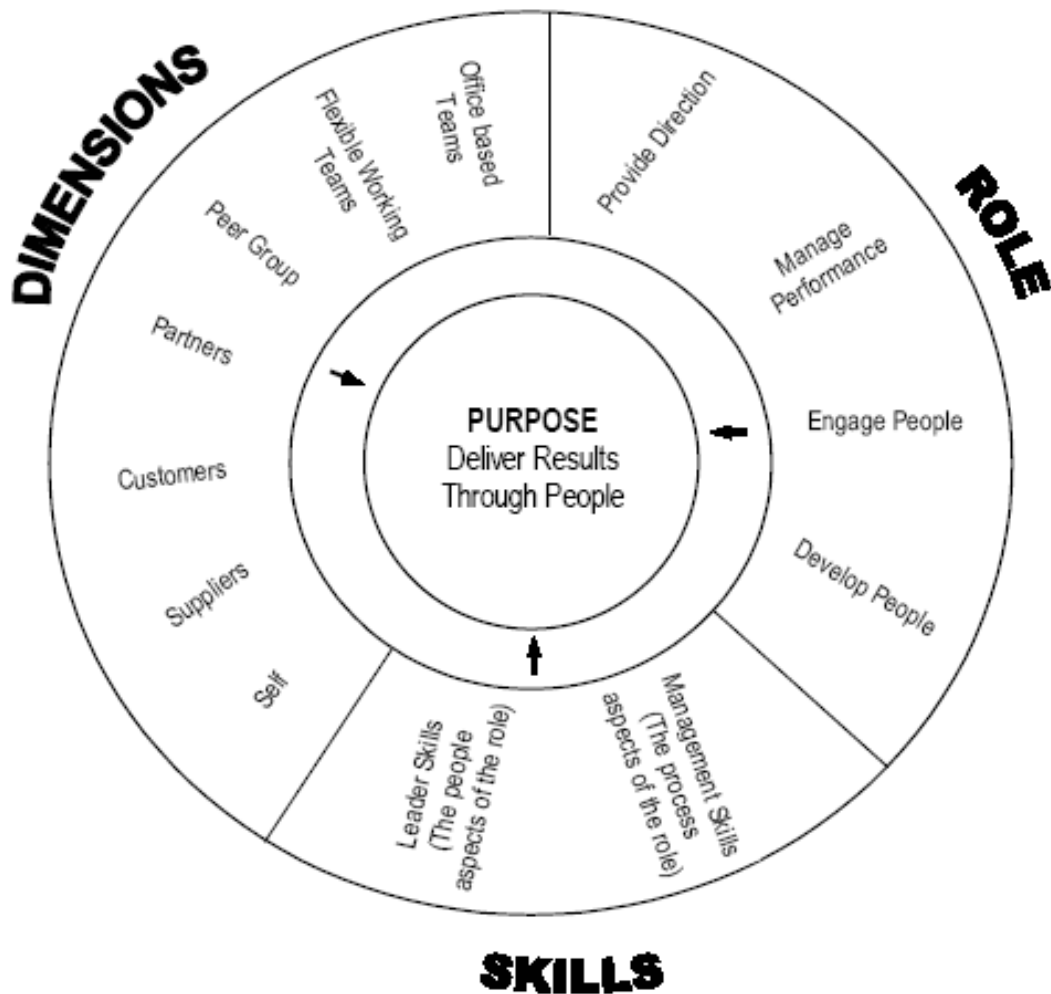 DIMENSIONS
Office based
Teams
Flexible Working
Teams
Peer Group
Partners
Customers
Suppliers
Self
ROLE
Provide Direction
Manage
Performance
Engage People
Develop People
PURPOSE
Deliver Results
Through People
Leader Skills
(The people
aspects of the role)
Management Skills
(The process
aspects of the role)
SKILLS